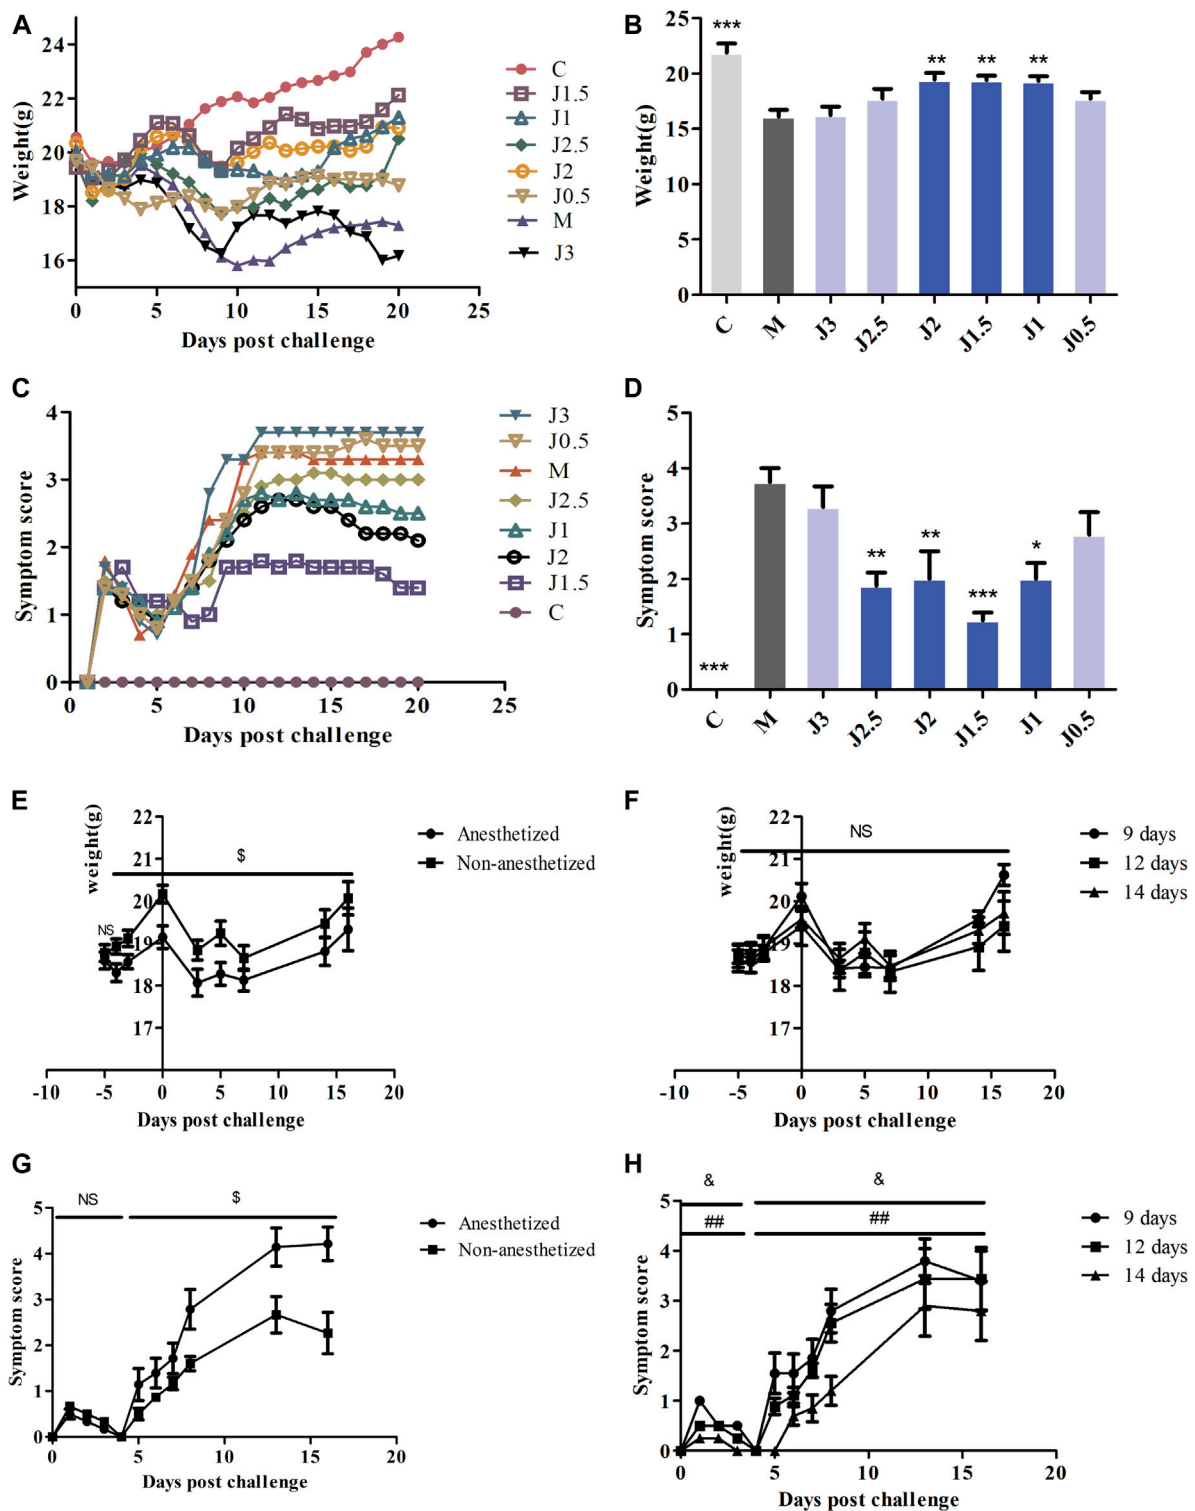 A
Weight(g)
24
22
20
18
16
0
5
10
15
20
25
Days post challenge
C
J1.5
J1
J2.5
J2
J0.5
M
J3
B
Weight(g)
25
20
15
10
5
0
***
**
**
**
C
M
J3
J2.5
J2
J1.5
J1
J0.5
C
Symptom score
4
3
2
1
0
0
5
10
15
20
25
Days post challenge
J3
J0.5
M
J2.5
J1
J2
J1.5
C
D
Symptom score
5
4
3
2
1
0
***
**
**
***
*
C
M
J3
J2.5
J2
J1.5
J1
J0.5
E
weight(g)
22
21
20
19
18
17
$
NS
-10
-5
0
5
10
15
20
Days post challenge
Anesthetized
Non-anesthetized
F
weight(g)
22
21
20
19
18
17
NS
-10
-5
0
5
10
15
20
Days post challenge
9 days
12 days
14 days
G
Symptom score
5
4
3
2
1
0
NS
$
0
5
10
15
20
Days post challenge
Anesthetized
Non-anesthetized
H
Symptom score
5
4
3
2
1
0
&
&
##
##
0
5
10
15
20
Days post challenge
9 days
12 days
14 days